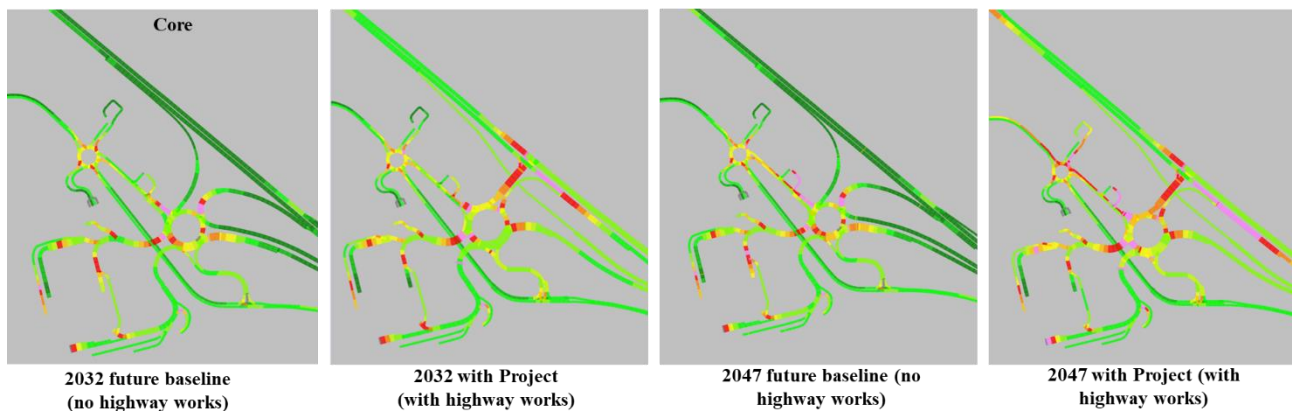 Core
2032 future baseline
(no highway works)
2032 with Project
(with highway works)
2047 future baseline (no
highway works)
2047 with Project (with
highway works)